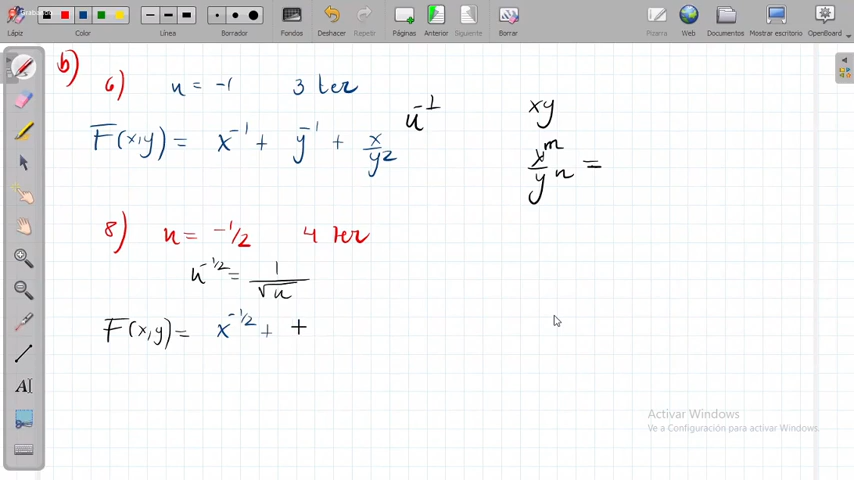 Lápiz Color Línea Borrador Fondos Deshacer Repetir Páginas Anterior Siguiente Borrar Pizarra Web Documentos Mostrar escritorio OpenBoard
b)
6) n = -1 3 ter
F(x,y) = x⁻¹ + y⁻¹ + x/y² u⁻¹ xy
x^m/y^n =
8) n = -1/2 4 ter
u^-1/2 = 1/√u
F(x,y) = x^-1/2 + +
Activar Windows
Ve a Configuración para activar Windows.